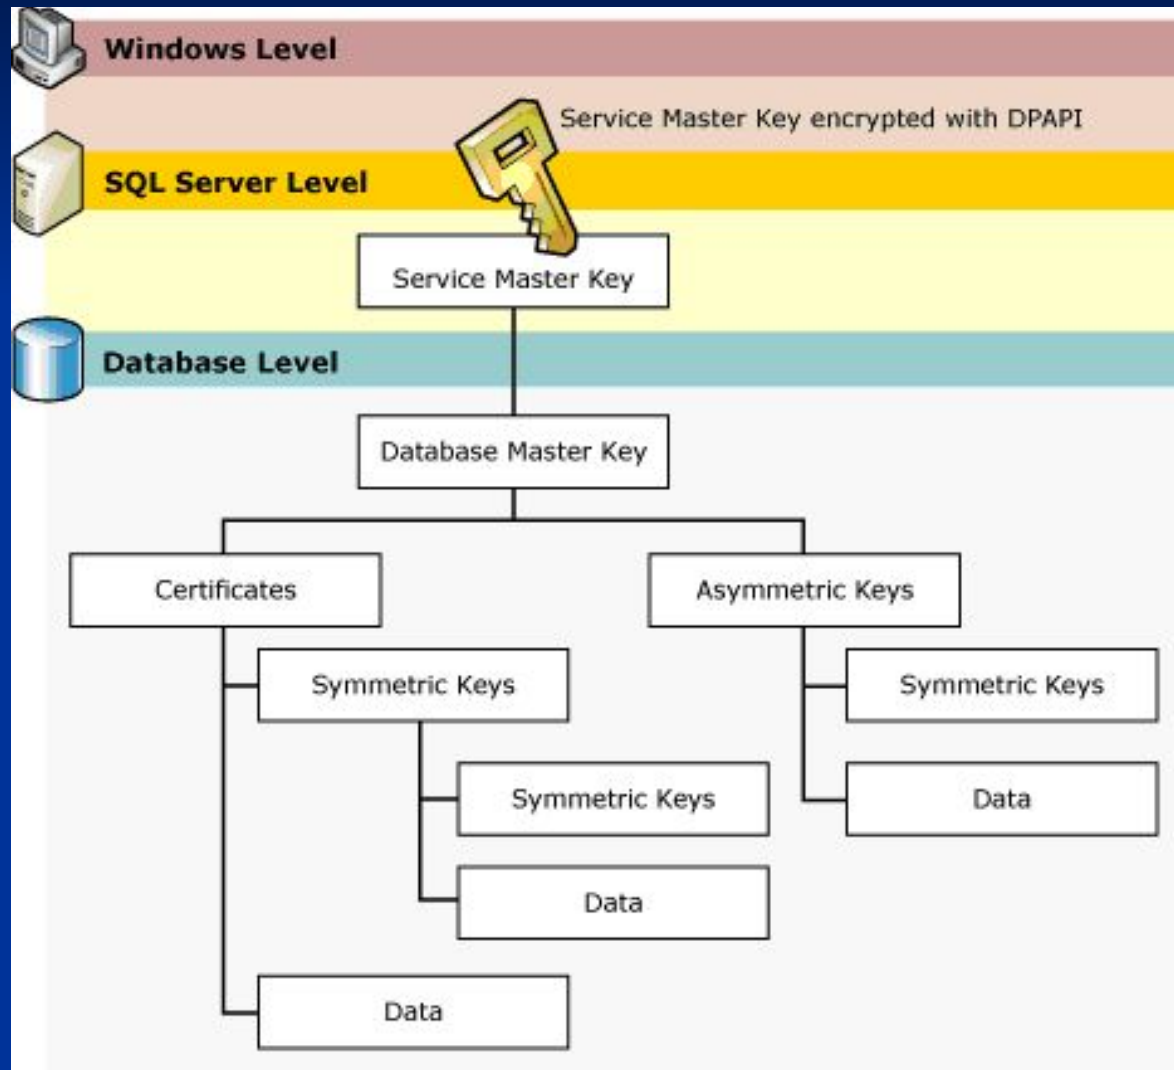 Windows Level
Service Master Key encrypted with DPAPI
SQL Server Level
Service Master Key
Database Level
Database Master Key
Certificates
Asymmetric Keys
Symmetric Keys
Symmetric Keys
Symmetric Keys
Data
Data
Data